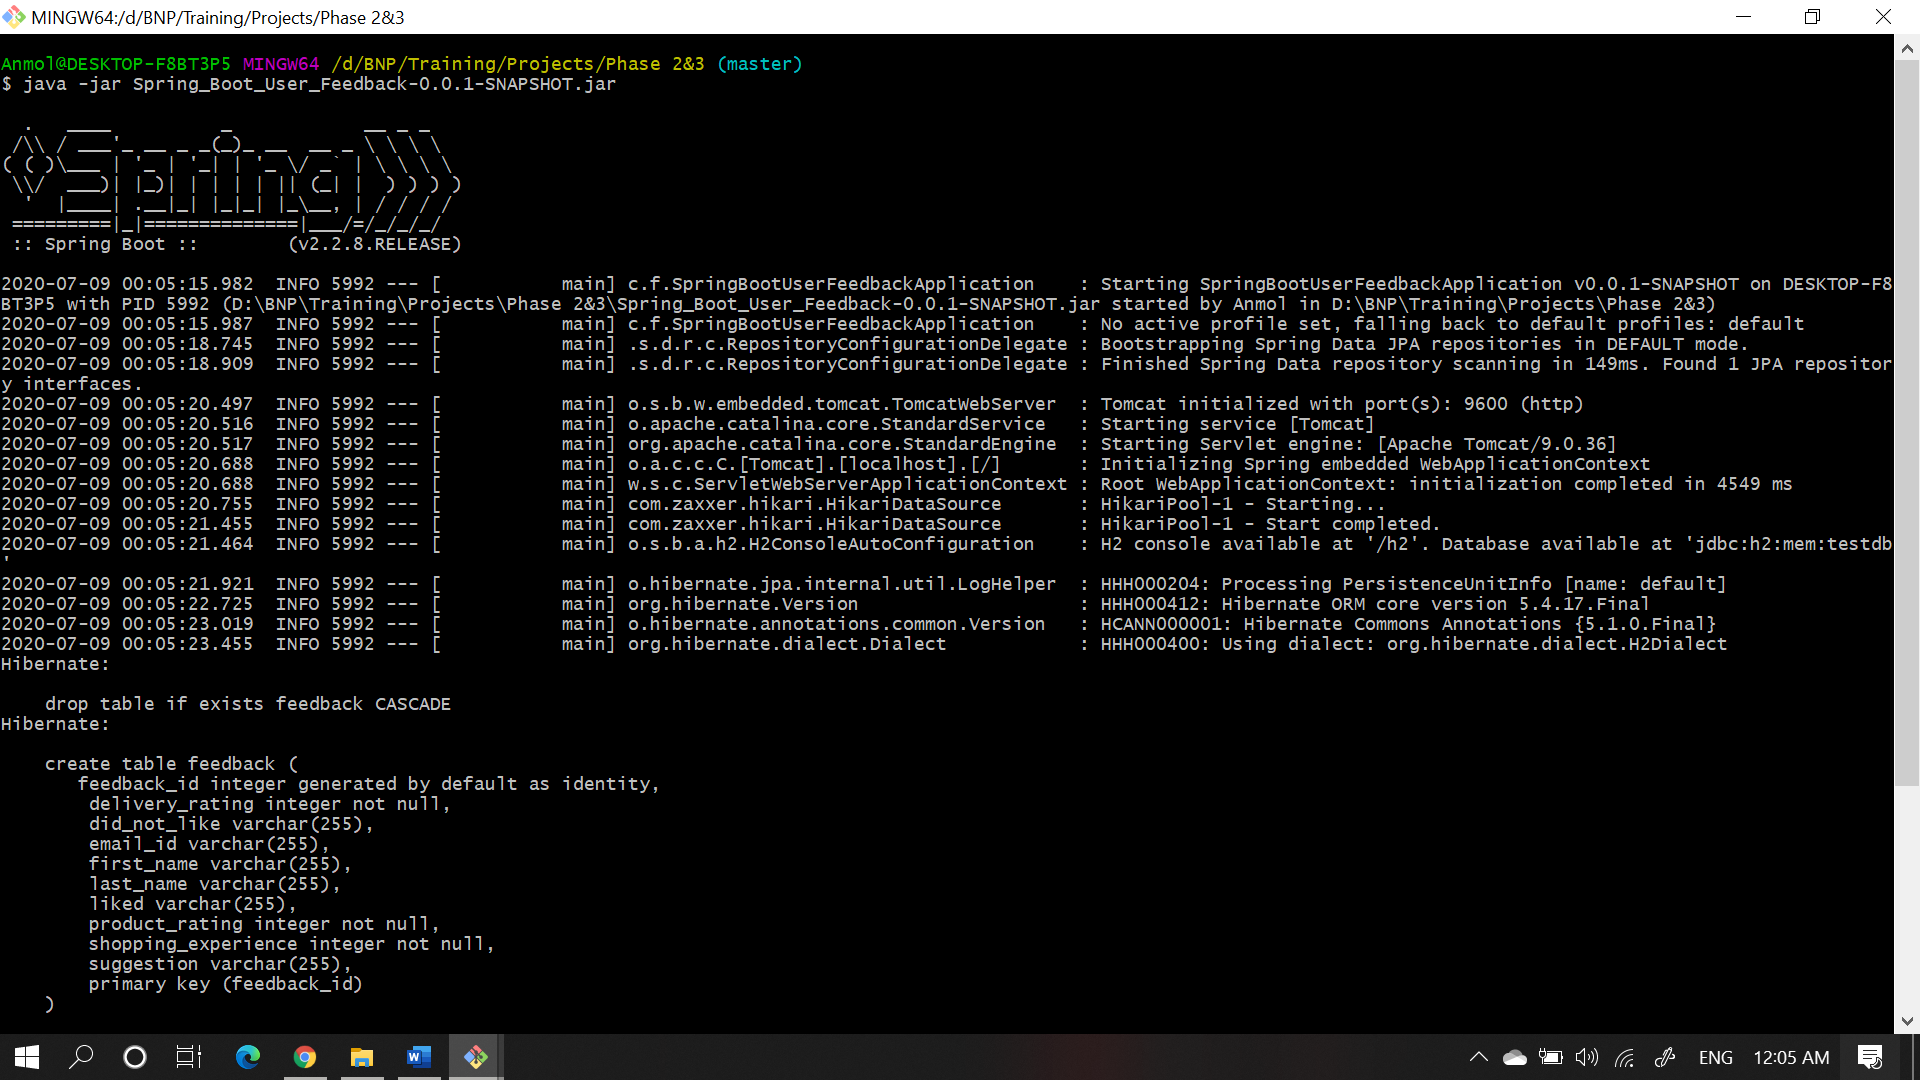 MINGW64:/d/BNP/Training/Projects/Phase 2&3
Anmol@DESKTOP-F8BT3P5 MINGW64 /d/BNP/Training/Projects/Phase 2&3 (master)
$ java -jar Spring_Boot_User_Feedback-0.0.1-SNAPSHOT.jar
  .   ____          _            __ _ _
 /\\ / ___'_ __ _ _(_)_ __  __ _ \ \ \ \
( ( )\___ | '_ | '_| | '_ \/ _` | \ \ \ \
 \\/  ___)| |_)| | | | | || (_| |  ) ) ) )
  '  |____| .__|_| |_|_| |_\__, | / / / /
 =========|_|==============|___/=/_/_/_/
 :: Spring Boot ::        (v2.2.8.RELEASE)
2020-07-09 00:05:15.982  INFO 5992 --- [           main] c.f.SpringBootUserFeedbackApplication    : Starting SpringBootUserFeedbackApplication v0.0.1-SNAPSHOT on DESKTOP-F8
BT3P5 with PID 5992 (D:\BNP\Training\Projects\Phase 2&3\Spring_Boot_User_Feedback-0.0.1-SNAPSHOT.jar started by Anmol in D:\BNP\Training\Projects\Phase 2&3)
2020-07-09 00:05:15.987  INFO 5992 --- [           main] c.f.SpringBootUserFeedbackApplication    : No active profile set, falling back to default profiles: default
2020-07-09 00:05:18.745  INFO 5992 --- [           main] .s.d.r.c.RepositoryConfigurationDelegate : Bootstrapping Spring Data JPA repositories in DEFAULT mode.
2020-07-09 00:05:18.909  INFO 5992 --- [           main] .s.d.r.c.RepositoryConfigurationDelegate : Finished Spring Data repository scanning in 149ms. Found 1 JPA repositor
y interfaces.
2020-07-09 00:05:20.497  INFO 5992 --- [           main] o.s.b.w.embedded.tomcat.TomcatWebServer  : Tomcat initialized with port(s): 9600 (http)
2020-07-09 00:05:20.516  INFO 5992 --- [           main] o.apache.catalina.core.StandardService   : Starting service [Tomcat]
2020-07-09 00:05:20.517  INFO 5992 --- [           main] org.apache.catalina.core.StandardEngine  : Starting Servlet engine: [Apache Tomcat/9.0.36]
2020-07-09 00:05:20.688  INFO 5992 --- [           main] o.a.c.c.C.[Tomcat].[localhost].[/]       : Initializing Spring embedded WebApplicationContext
2020-07-09 00:05:20.688  INFO 5992 --- [           main] w.s.c.ServletWebServerApplicationContext : Root WebApplicationContext: initialization completed in 4549 ms
2020-07-09 00:05:20.755  INFO 5992 --- [           main] com.zaxxer.hikari.HikariDataSource       : HikariPool-1 - Starting...
2020-07-09 00:05:21.455  INFO 5992 --- [           main] com.zaxxer.hikari.HikariDataSource       : HikariPool-1 - Start completed.
2020-07-09 00:05:21.464  INFO 5992 --- [           main] o.s.b.a.h2.H2ConsoleAutoConfiguration    : H2 console available at '/h2'. Database available at 'jdbc:h2:mem:testdb
'
2020-07-09 00:05:21.921  INFO 5992 --- [           main] o.hibernate.jpa.internal.util.LogHelper  : HHH000204: Processing PersistenceUnitInfo [name: default]
2020-07-09 00:05:22.725  INFO 5992 --- [           main] org.hibernate.Version                    : HHH000412: Hibernate ORM core version 5.4.17.Final
2020-07-09 00:05:23.019  INFO 5992 --- [           main] o.hibernate.annotations.common.Version   : HCANN000001: Hibernate Commons Annotations {5.1.0.Final}
2020-07-09 00:05:23.455  INFO 5992 --- [           main] org.hibernate.dialect.Dialect            : HHH000400: Using dialect: org.hibernate.dialect.H2Dialect
Hibernate:
    drop table if exists feedback CASCADE
Hibernate:
    create table feedback (
       feedback_id integer generated by default as identity,
        delivery_rating integer not null,
        did_not_like varchar(255),
        email_id varchar(255),
        first_name varchar(255),
        last_name varchar(255),
        liked varchar(255),
        product_rating integer not null,
        shopping_experience integer not null,
        suggestion varchar(255),
        primary key (feedback_id)
    )
ENG 12:05 AM